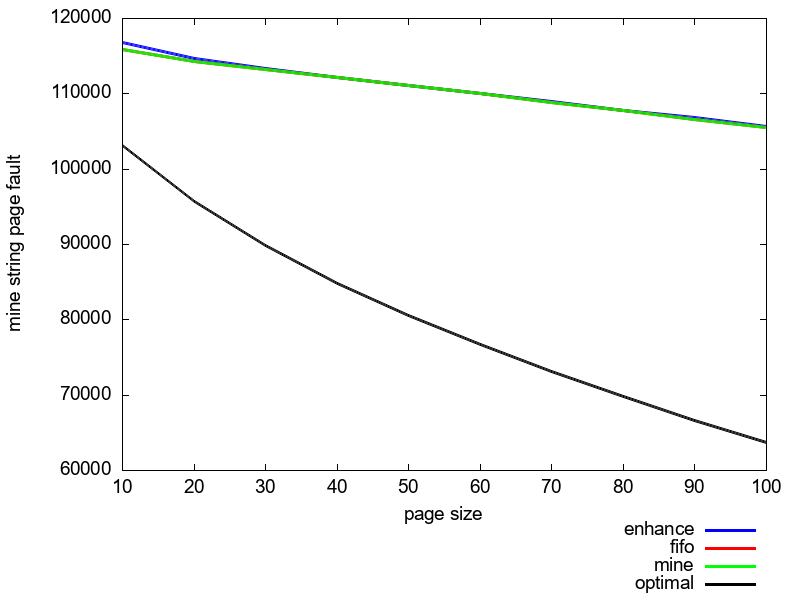 120000
110000
100000
90000
80000
70000
60000
mine string page fault
10 20 30 40 50 60 70 80 90 100
page size
enhance
fifo
mine
optimal